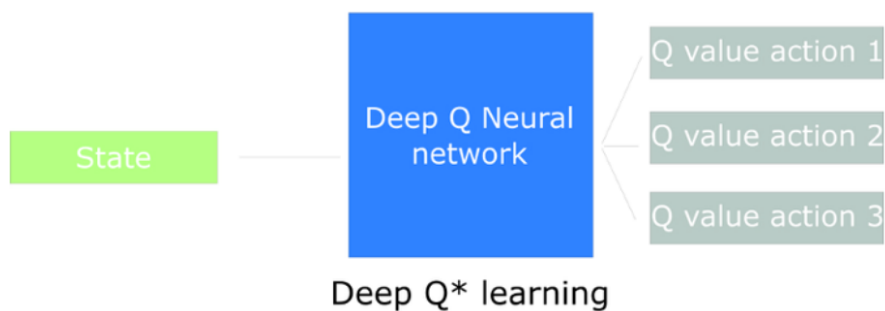 State
Deep Q Neural
network
Q value action 1
Q value action 2
Q value action 3
Deep Q* learning